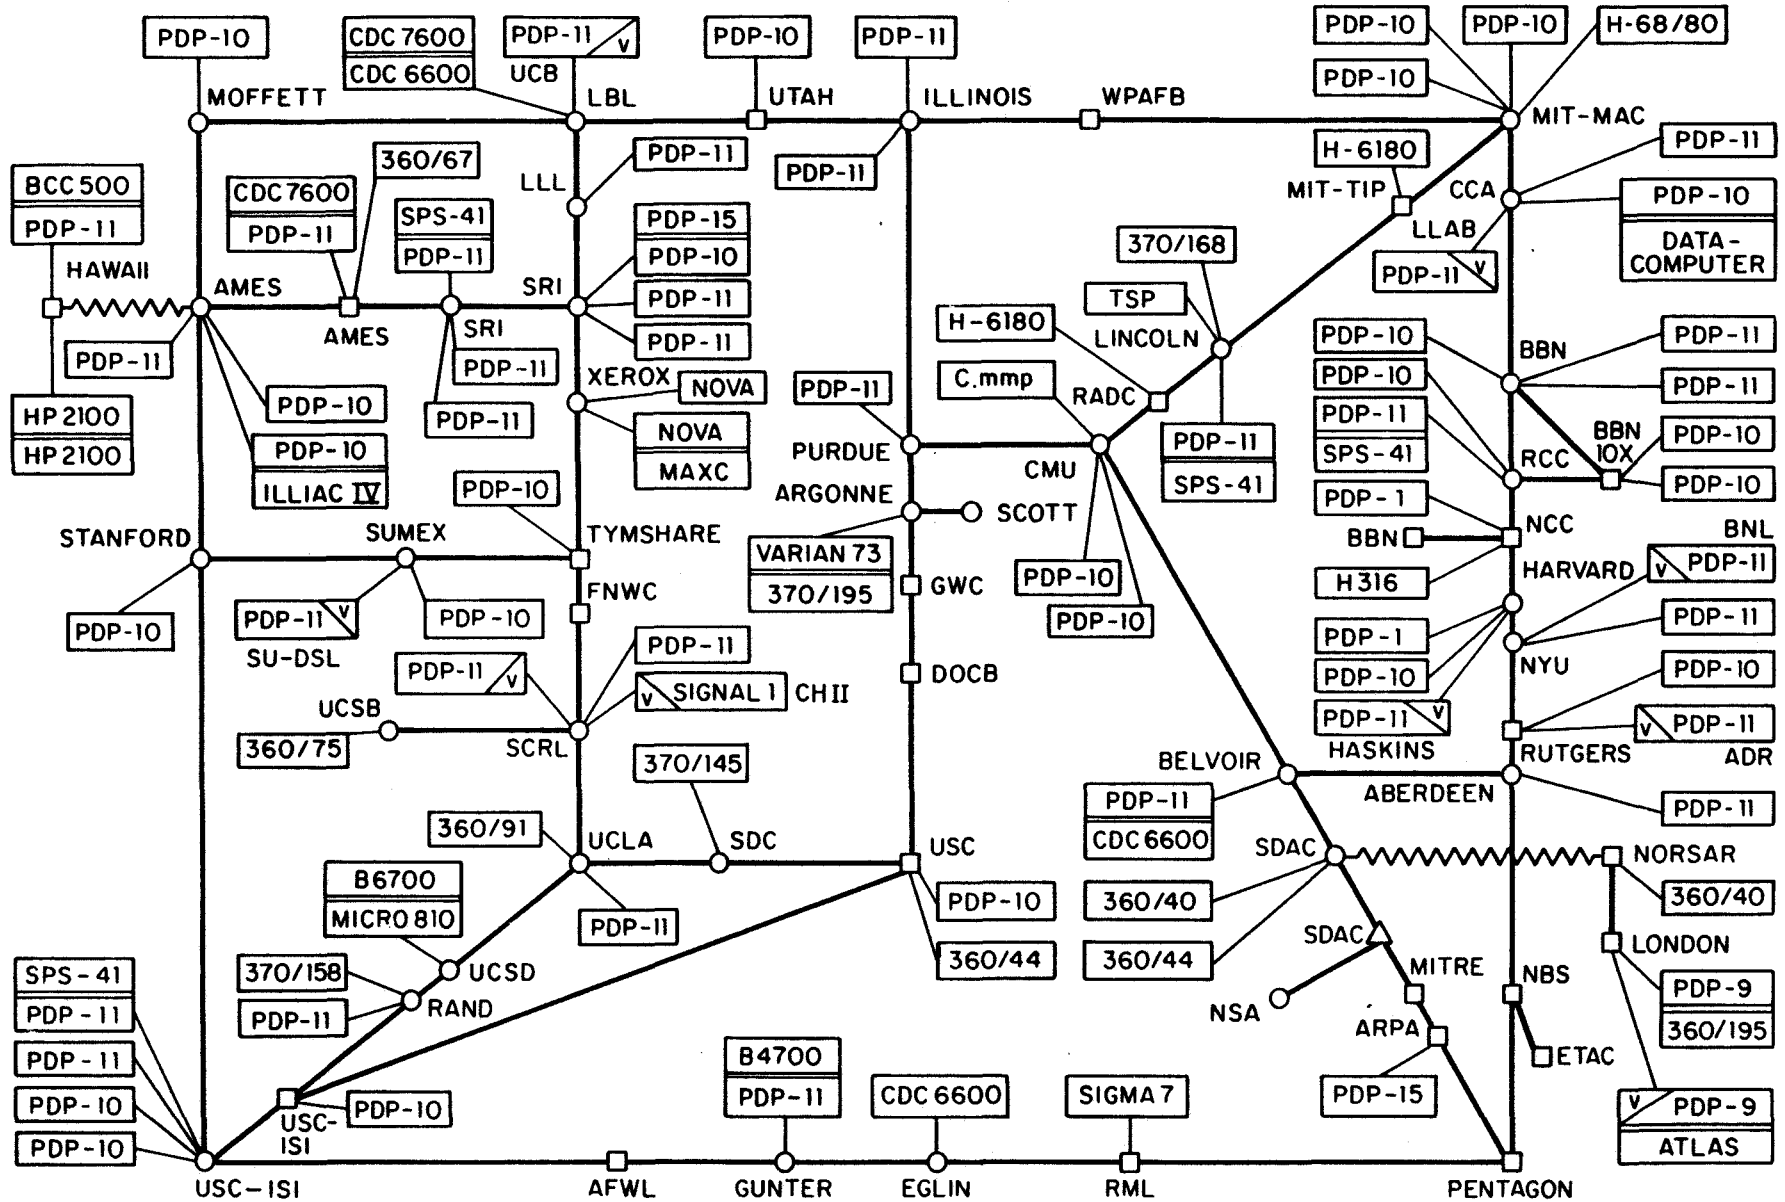 PDP-10
CDC 7600
CDC 6600
PDP-11 V
UCB
PDP-10
PDP-11
PDP-10
PDP-10
H-68/80
PDP-10
MOFFETT
LBL
UTAH
ILLINOIS
WPAFB
MIT-MAC
PDP-11
PDP-11
H-6180
PDP-11
360/67
LLL
MIT-TIP
CCA
BCC 500
PDP-11
CDC 7600
PDP-11
SPS-41
PDP-11
PDP-15
PDP-10
PDP-10
DATA-
COMPUTER
LLAB
PDP-11 V
370/168
HAWAII
AMES
SRI
PDP-11
TSP
AMES
SRI
PDP-11
H-6180
LINCOLN
PDP-10
BBN
PDP-11
PDP-11
PDP-11
XEROX
NOVA
PDP-11
C.mmp
RADC
PDP-10
PDP-11
HP 2100
HP 2100
PDP-10
PDP-11
NOVA
MAXC
PDP-11
SPS-41
PDP-11
SPS-41
BBN
10X
PDP-10
PDP-10
ILLIAC IV
PURDUE
CMU
RCC
PDP-10
PDP-10
ARGONNE
SCOTT
PDP-1
NCC
STANFORD
SUMEX
TYMSHARE
VARIAN 73
370/195
BBN
BNL
V PDP-11
FNWC
GWC
PDP-10
H316
HARVARD
PDP-10
PDP-11 V
PDP-10
PDP-10
PDP-11
SU-DSL
PDP-11
PDP-1
NYU
PDP-11 V
V SIGNAL 1
CHII
DOCB
PDP-10
PDP-10
UCSB
PDP-11 V
V PDP-11
360/75
SCRL
HASKINS
RUTGERS
ADR
370/145
BELVOIR
ABERDEEN
PDP-11
CDC 6600
PDP-11
360/91
UCLA
SDC
USC
SDAC
NORSAR
B6700
MICRO 810
PDP-11
PDP-10
360/40
360/40
SDAC
LONDON
370/158
UCSD
360/44
360/44
MITRE
NBS
SPS-41
PDP-11
PDP-11
RAND
NSA
ARPA
PDP-9
360/195
PDP-11
B4700
PDP-11
ETAC
PDP-10
PDP-10
USC-
ISI
CDC 6600
SIGMA 7
PDP-15
V PDP-9
ATLAS
PDP-10
USC-ISI
AFWL
GUNTER
EGLIN
RML
PENTAGON